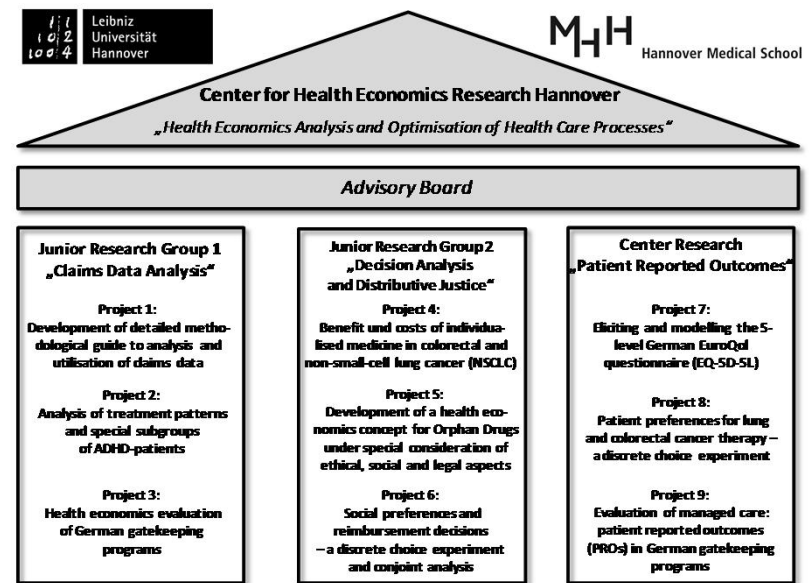 Leibniz
Universität
Hannover
MHH
Hannover Medical School
Center for Health Economics Research Hannover
„Health Economics Analysis and Optimisation of Health Care Processes“
Advisory Board
Junior Research Group 1
„Claims Data Analysis“
Project 1:
Development of detailed metho-
dological guide to analysis and
utilisation of claims data
Project 2:
Analysis of treatment patterns
and special subgroups
of ADHD-patients
Project 3:
Health economics evaluation
of German gatekeeping
programs
Junior Research Group 2
„Decision Analysis
and Distributive Justice“
Project 4:
Benefit und costs of individua-
lised medicine in colorectal and
non-small-cell lung cancer (NSCLC)
Project 5:
Development of a health eco-
nomics concept for Orphan Drugs
under special consideration of
ethical, social and legal aspects
Project 6:
Social preferences and
reimbursement decisions
– a discrete choice experiment
and conjoint analysis
Center Research
„Patient Reported Outcomes“
Project 7:
Eliciting and modelling the 5-
level German EuroQol
questionnaire (EQ-5D-5L)
Project 8:
Patient preferences for lung
and colorectal cancer therapy –
a discrete choice experiment
Project 9:
Evaluation of managed care:
patient reported outcomes
(PROs) in German gatekeeping
programs